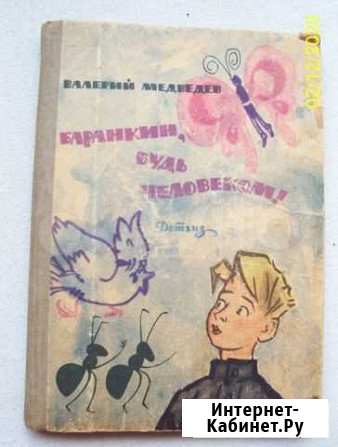 ВАЛЕРИЙ МЕДВЕДЕВ
БАРАНКИН,
БУДЬ
ЧЕЛОВЕКОМ!
Детгиз
Интернет-
Кабинет.Ру